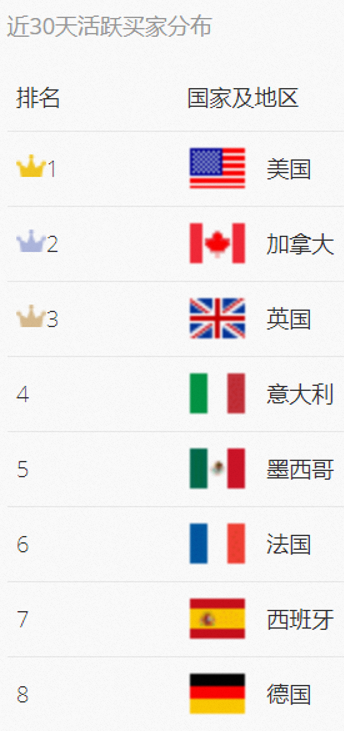 近30天活跃买家分布
排名 国家及地区
1 美国
2 加拿大
3 英国
4 意大利
5 墨西哥
6 法国
7 西班牙
8 德国